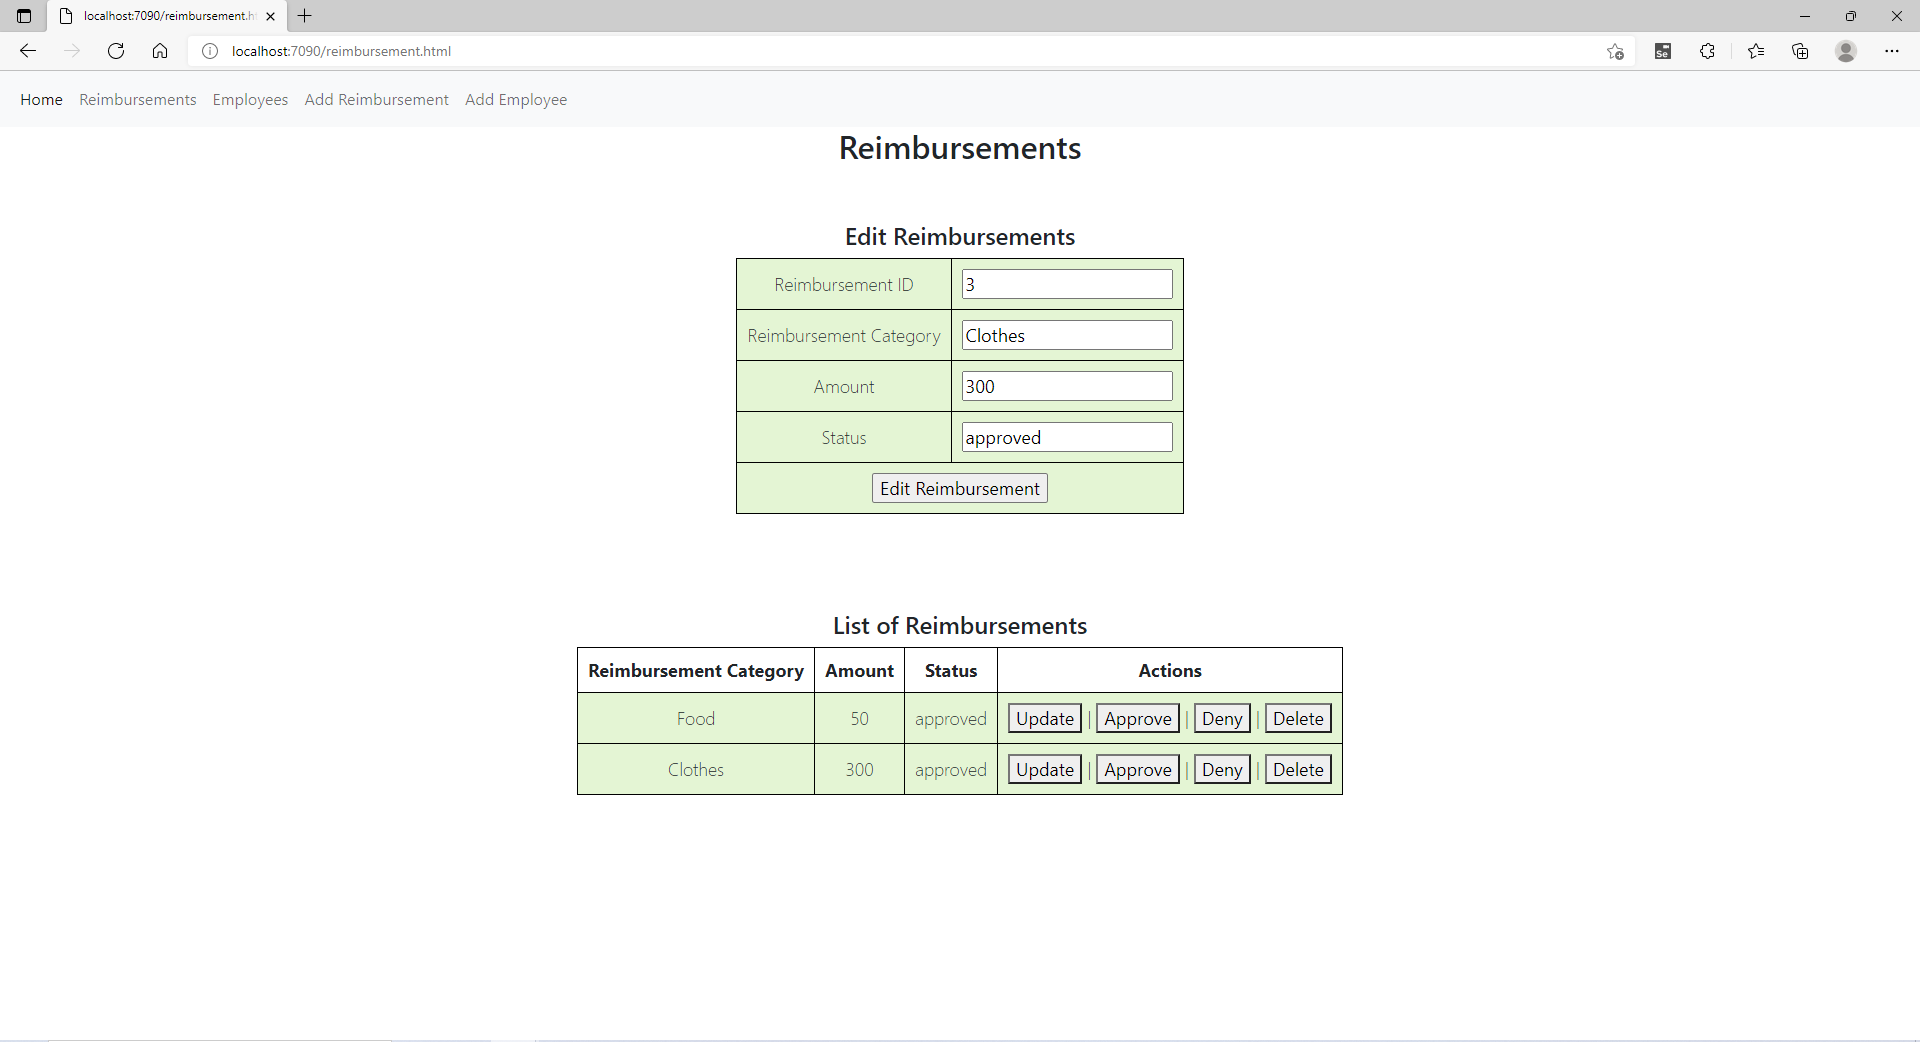 localhost:7090/reimbursement.h
localhost:7090/reimbursement.html
Se
Home Reimbursements Employees Add Reimbursement Add Employee
Reimbursements
Edit Reimbursements
Reimbursement ID 3
Reimbursement Category Clothes
Amount 300
Status approved
Edit Reimbursement
List of Reimbursements
Reimbursement Category Amount Status Actions
Food 50 approved Update | Approve | Deny | Delete
Clothes 300 approved Update | Approve | Deny | Delete